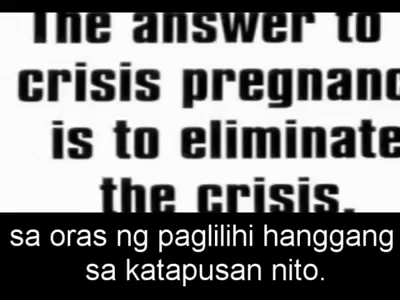 The answer to
crisis pregnanc
is to eliminate
the crisis.
sa oras ng paglilihi hanggang
sa katapusan nito.